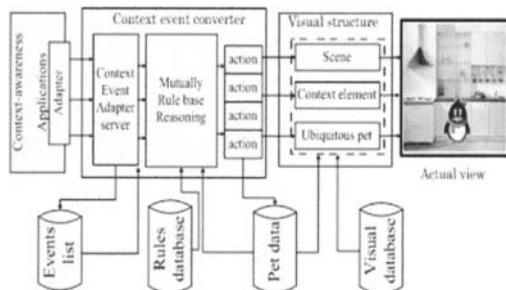 Context event converter
Visual structure
Context-awareness
Applications
Adapter
Context
Event
Adapter
server
Mutually
Rule base
Reasoning
action
action
action
action
Scene
Context element
Ubiquitous pet
Actual view
Events
list
Rules
database
Pet data
Visual
database